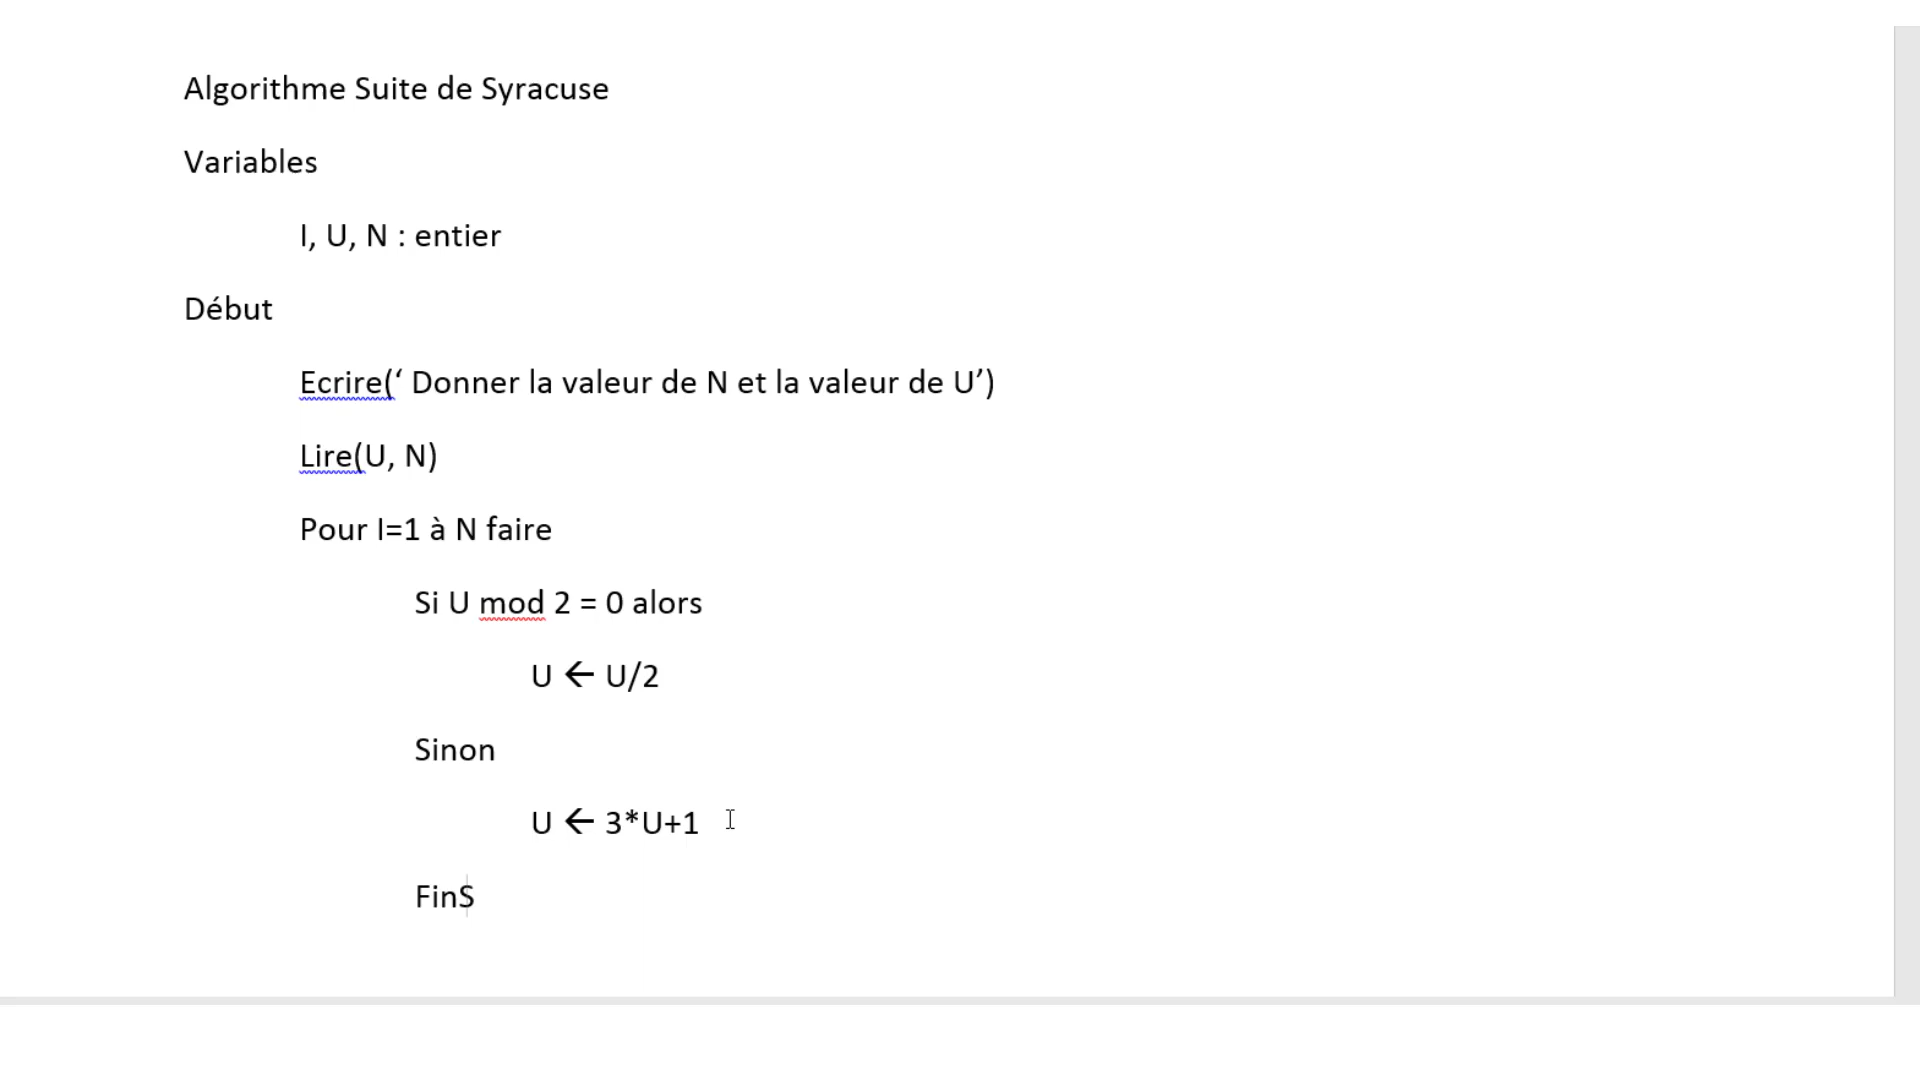 Algorithme Suite de Syracuse
Variables
I, U, N : entier
Début
Ecrire(‘ Donner la valeur de N et la valeur de U’)
Lire(U, N)
Pour I=1 à N faire
Si U mod 2 = 0 alors
U ← U/2
Sinon
U ← 3*U+1
FinS